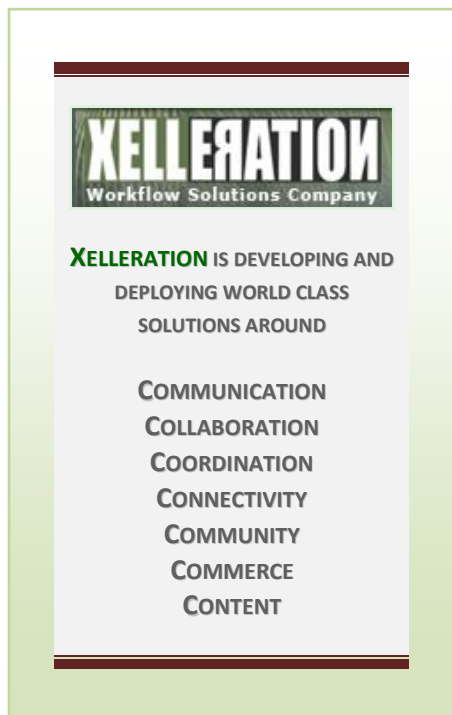 XELLERATION
Workflow Solutions Company
XELLERATION IS DEVELOPING AND
DEPLOYING WORLD CLASS
SOLUTIONS AROUND
COMMUNICATION
COLLABORATION
COORDINATION
CONNECTIVITY
COMMUNITY
COMMERCE
CONTENT